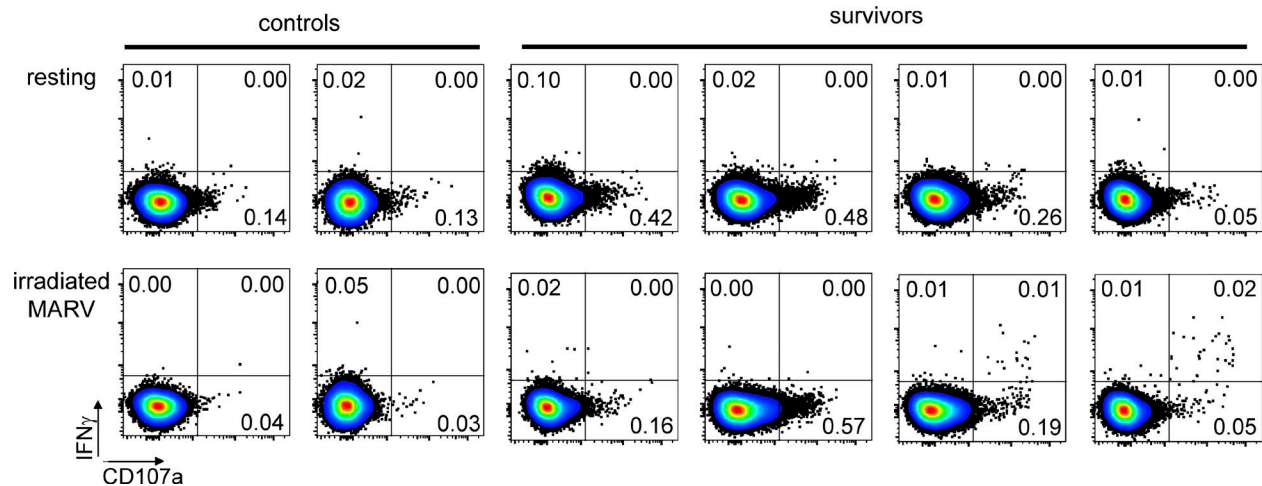 controls
survivors
resting
0.01 0.00 0.02 0.00 0.10 0.00 0.02 0.00 0.01 0.00 0.01 0.00
0.14 0.13 0.42 0.48 0.26 0.05
irradiated
MARV
0.00 0.00 0.05 0.00 0.02 0.00 0.00 0.00 0.01 0.01 0.01 0.02
0.04 0.03 0.16 0.57 0.19 0.05
IFNγ
CD107a